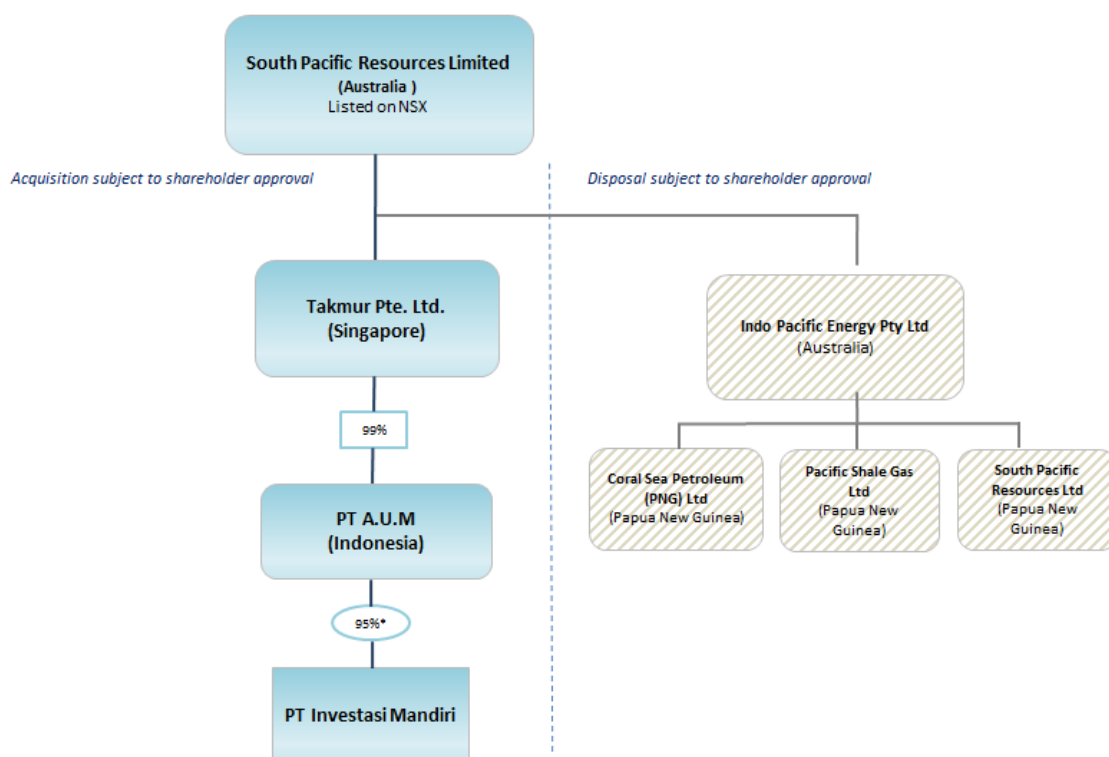 South Pacific Resources Limited
(Australia )
Listed on NSX
Acquisition subject to shareholder approval
Disposal subject to shareholder approval
Takmur Pte. Ltd.
(Singapore)
Indo Pacific Energy Pty Ltd
(Australia)
99%
Coral Sea Petroleum
(PNG) Ltd
(Papua New Guinea)
Pacific Shale Gas
Ltd
(Papua New
Guinea)
South Pacific
Resources Ltd
(Papua New
Guinea)
PT A.U.M
(Indonesia)
95%*
PT Investasi Mandiri